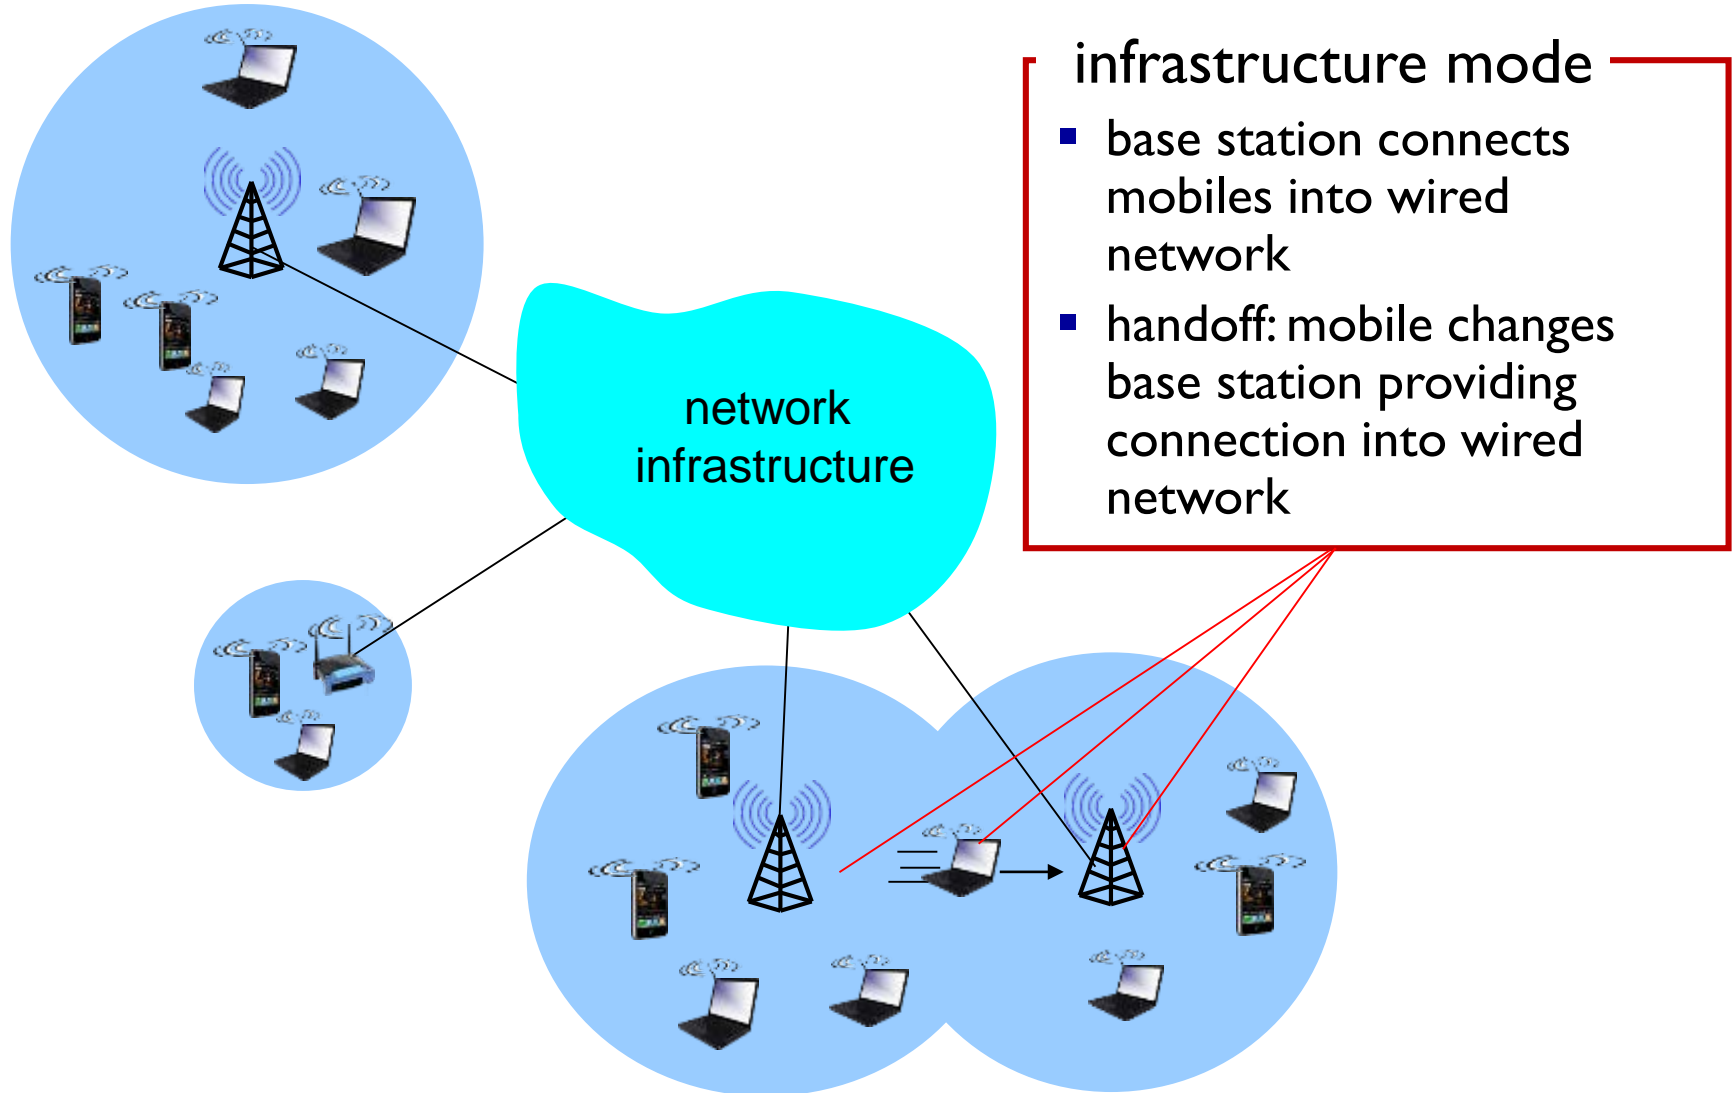 infrastructure mode
▪ base station connects
mobiles into wired
network
▪ handoff: mobile changes
base station providing
connection into wired
network
network
infrastructure